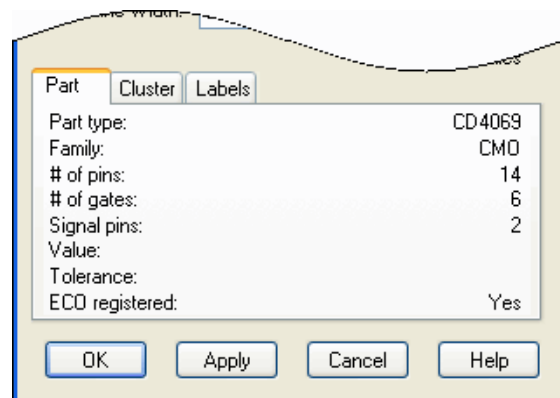 Part Cluster Labels
Part type: CD4069
Family: CMO
# of pins: 14
# of gates: 6
Signal pins: 2
Value:
Tolerance:
ECO registered: Yes
OK Apply Cancel Help